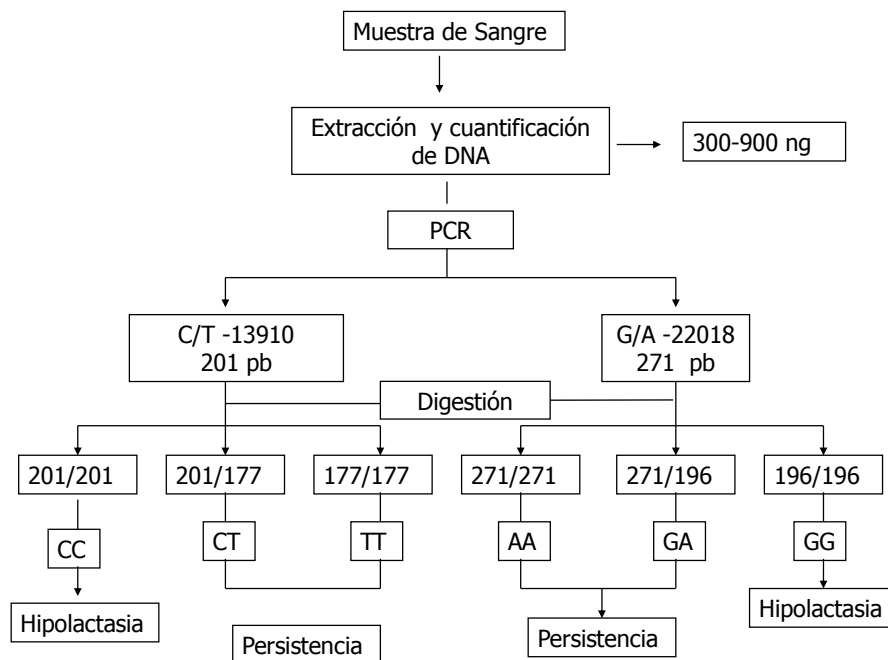 Muestra de Sangre
Extracción y cuantificación
de DNA
300-900 ng
PCR
C/T -13910
201 pb
G/A -22018
271 pb
Digestión
201/201
201/177
177/177
271/271
271/196
196/196
CC
CT
TT
AA
GA
GG
Hipolactasia
Persistencia
Persistencia
Hipolactasia